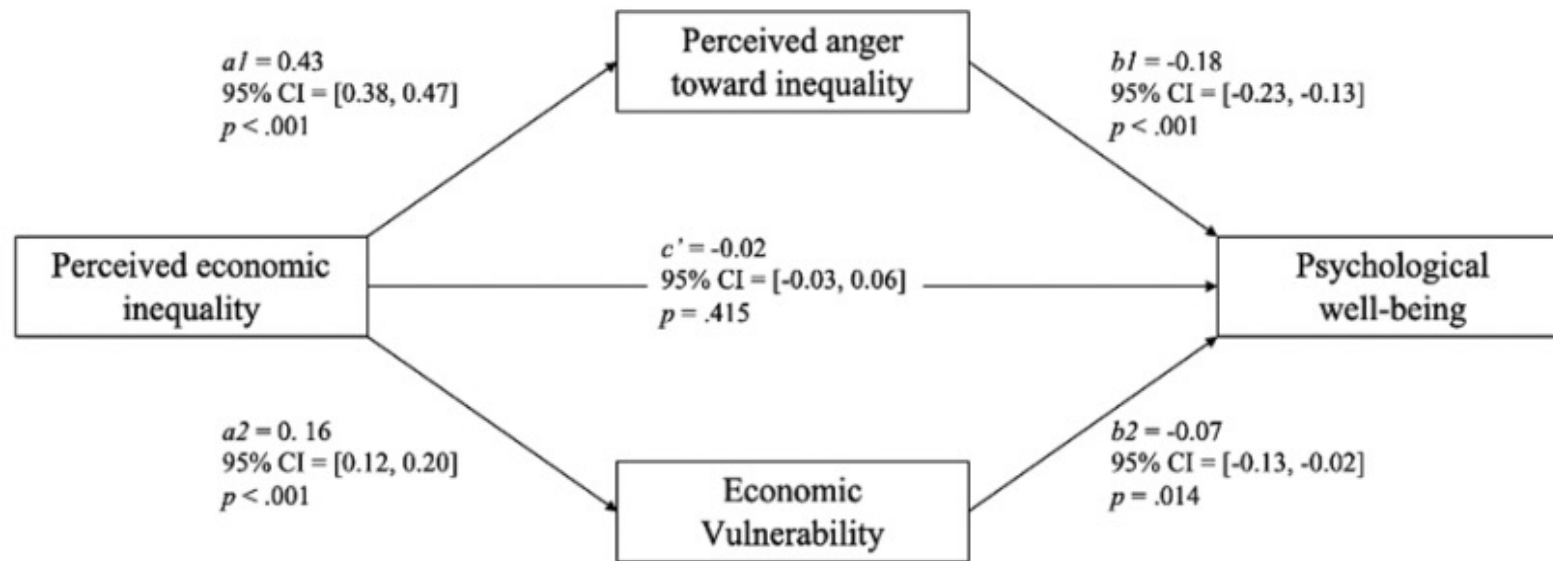 Perceived anger
toward inequality
a1 = 0.43
95% CI = [0.38, 0.47]
p < .001
b1 = -0.18
95% CI = [-0.23, -0.13]
p < .001
Perceived economic
inequality
c’ = -0.02
95% CI = [-0.03, 0.06]
p = .415
Psychological
well-being
a2 = 0. 16
95% CI = [0.12, 0.20]
p < .001
b2 = -0.07
95% CI = [-0.13, -0.02]
p = .014
Economic
Vulnerability